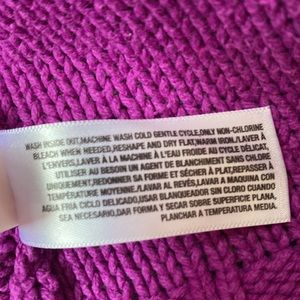 WASH INSIDE OUT,MACHINE WASH COLD GENTLE CYCLE,ONLY NON-CHLORINE
BLEACH WHEN NEEDED,RESHAPE AND DRY FLAT,WARM IRON./LAVER À
L'ENVERS,LAVER À LA MACHINE À L'EAU FROIDE AU CYCLE DÉLICAT,
UTILISER AU BESOIN UN AGENT DE BLANCHIMENT SANS CHLORE
UNIQUEMENT,REDONNER SA FORME ET SÉCHER À PLAT,REPASSER À
TEMPÉRATURE MOYENNE./LAVAR AL REVÉS,LAVAR A MAQUINA CON
AGUA FRIA CICLO DELICADO,USAR BLANQUEADOR SIN CLORO CUANDO
SEA NECESARIO,DAR FORMA Y SECAR SOBRE SUPERFICIE PLANA,
PLANCHAR A TEMPERATURA MEDIA.